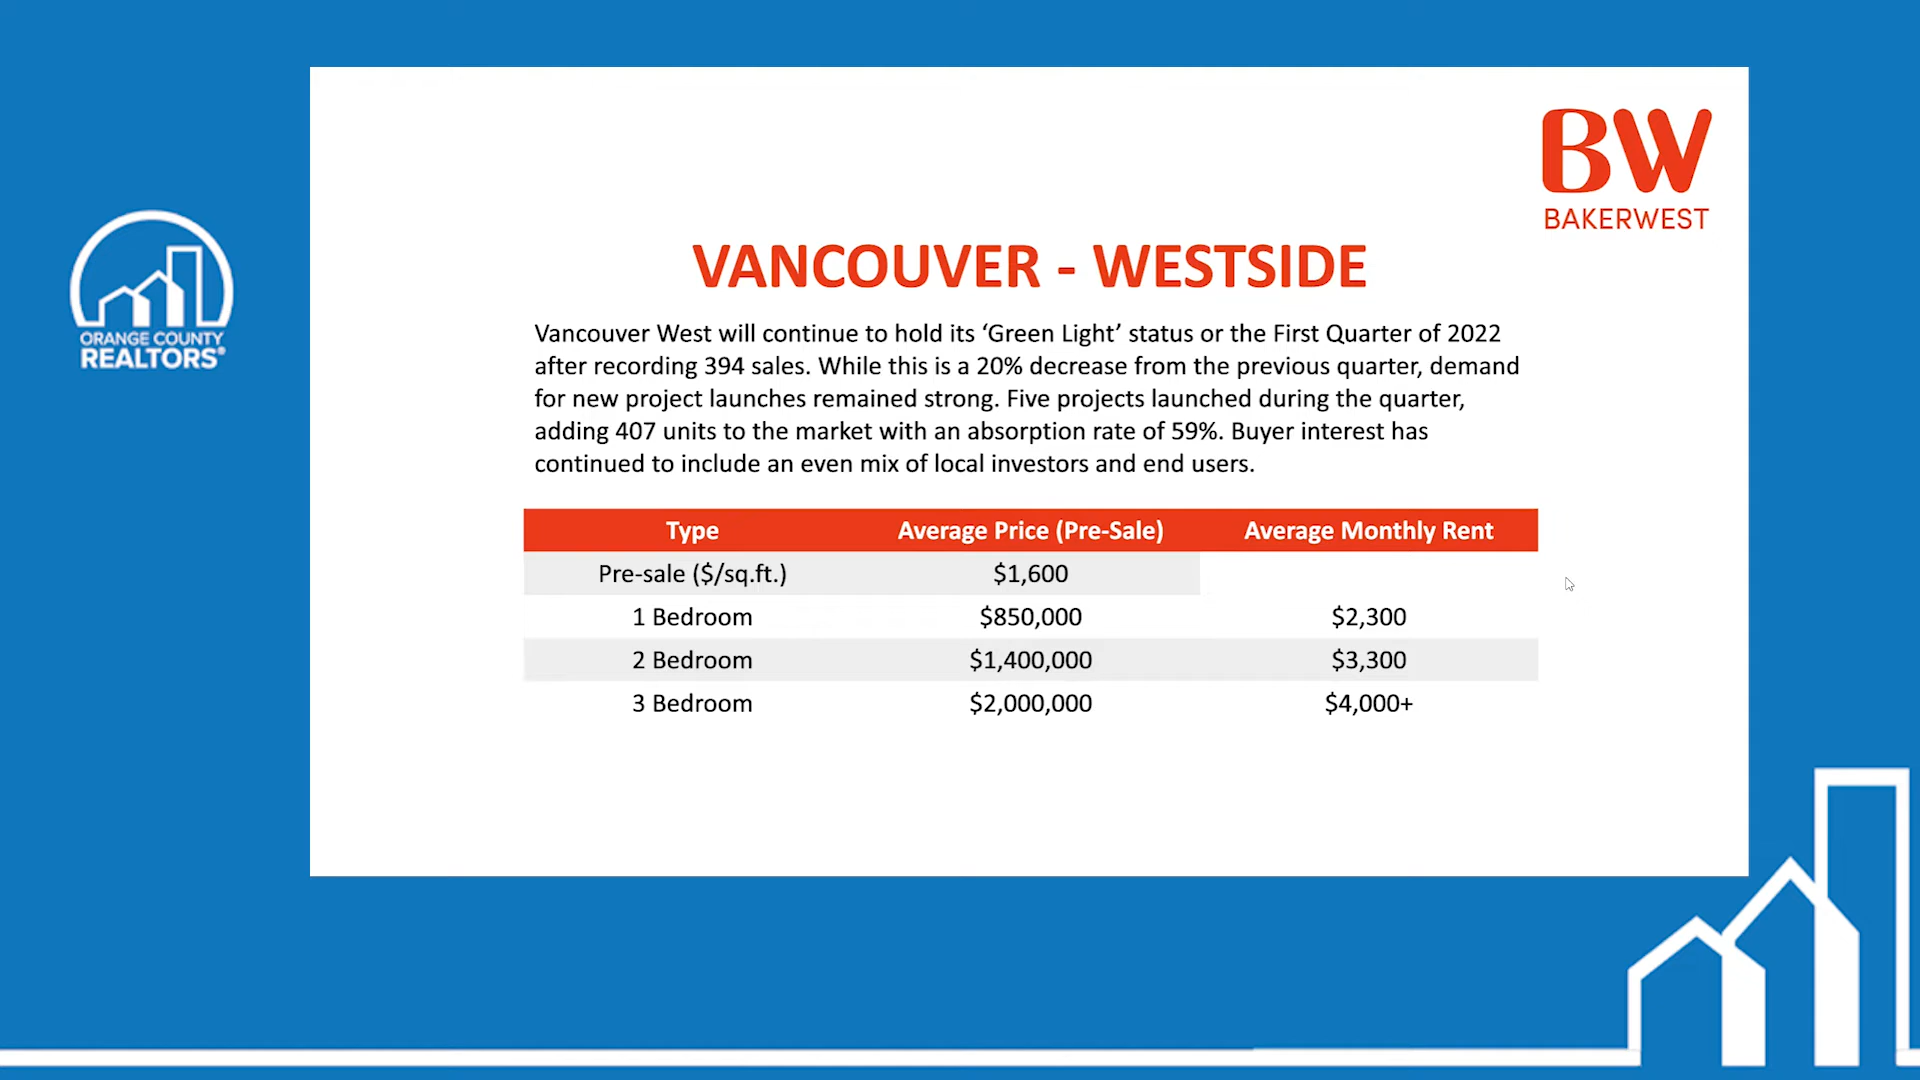 BW
BAKERWEST
ORANGE COUNTY
REALTORS®
VANCOUVER - WESTSIDE
Vancouver West will continue to hold its ‘Green Light’ status or the First Quarter of 2022
after recording 394 sales. While this is a 20% decrease from the previous quarter, demand
for new project launches remained strong. Five projects launched during the quarter,
adding 407 units to the market with an absorption rate of 59%. Buyer interest has
continued to include an even mix of local investors and end users.
Type Average Price (Pre-Sale) Average Monthly Rent
Pre-sale ($/sq.ft.) $1,600
1 Bedroom $850,000 $2,300
2 Bedroom $1,400,000 $3,300
3 Bedroom $2,000,000 $4,000+